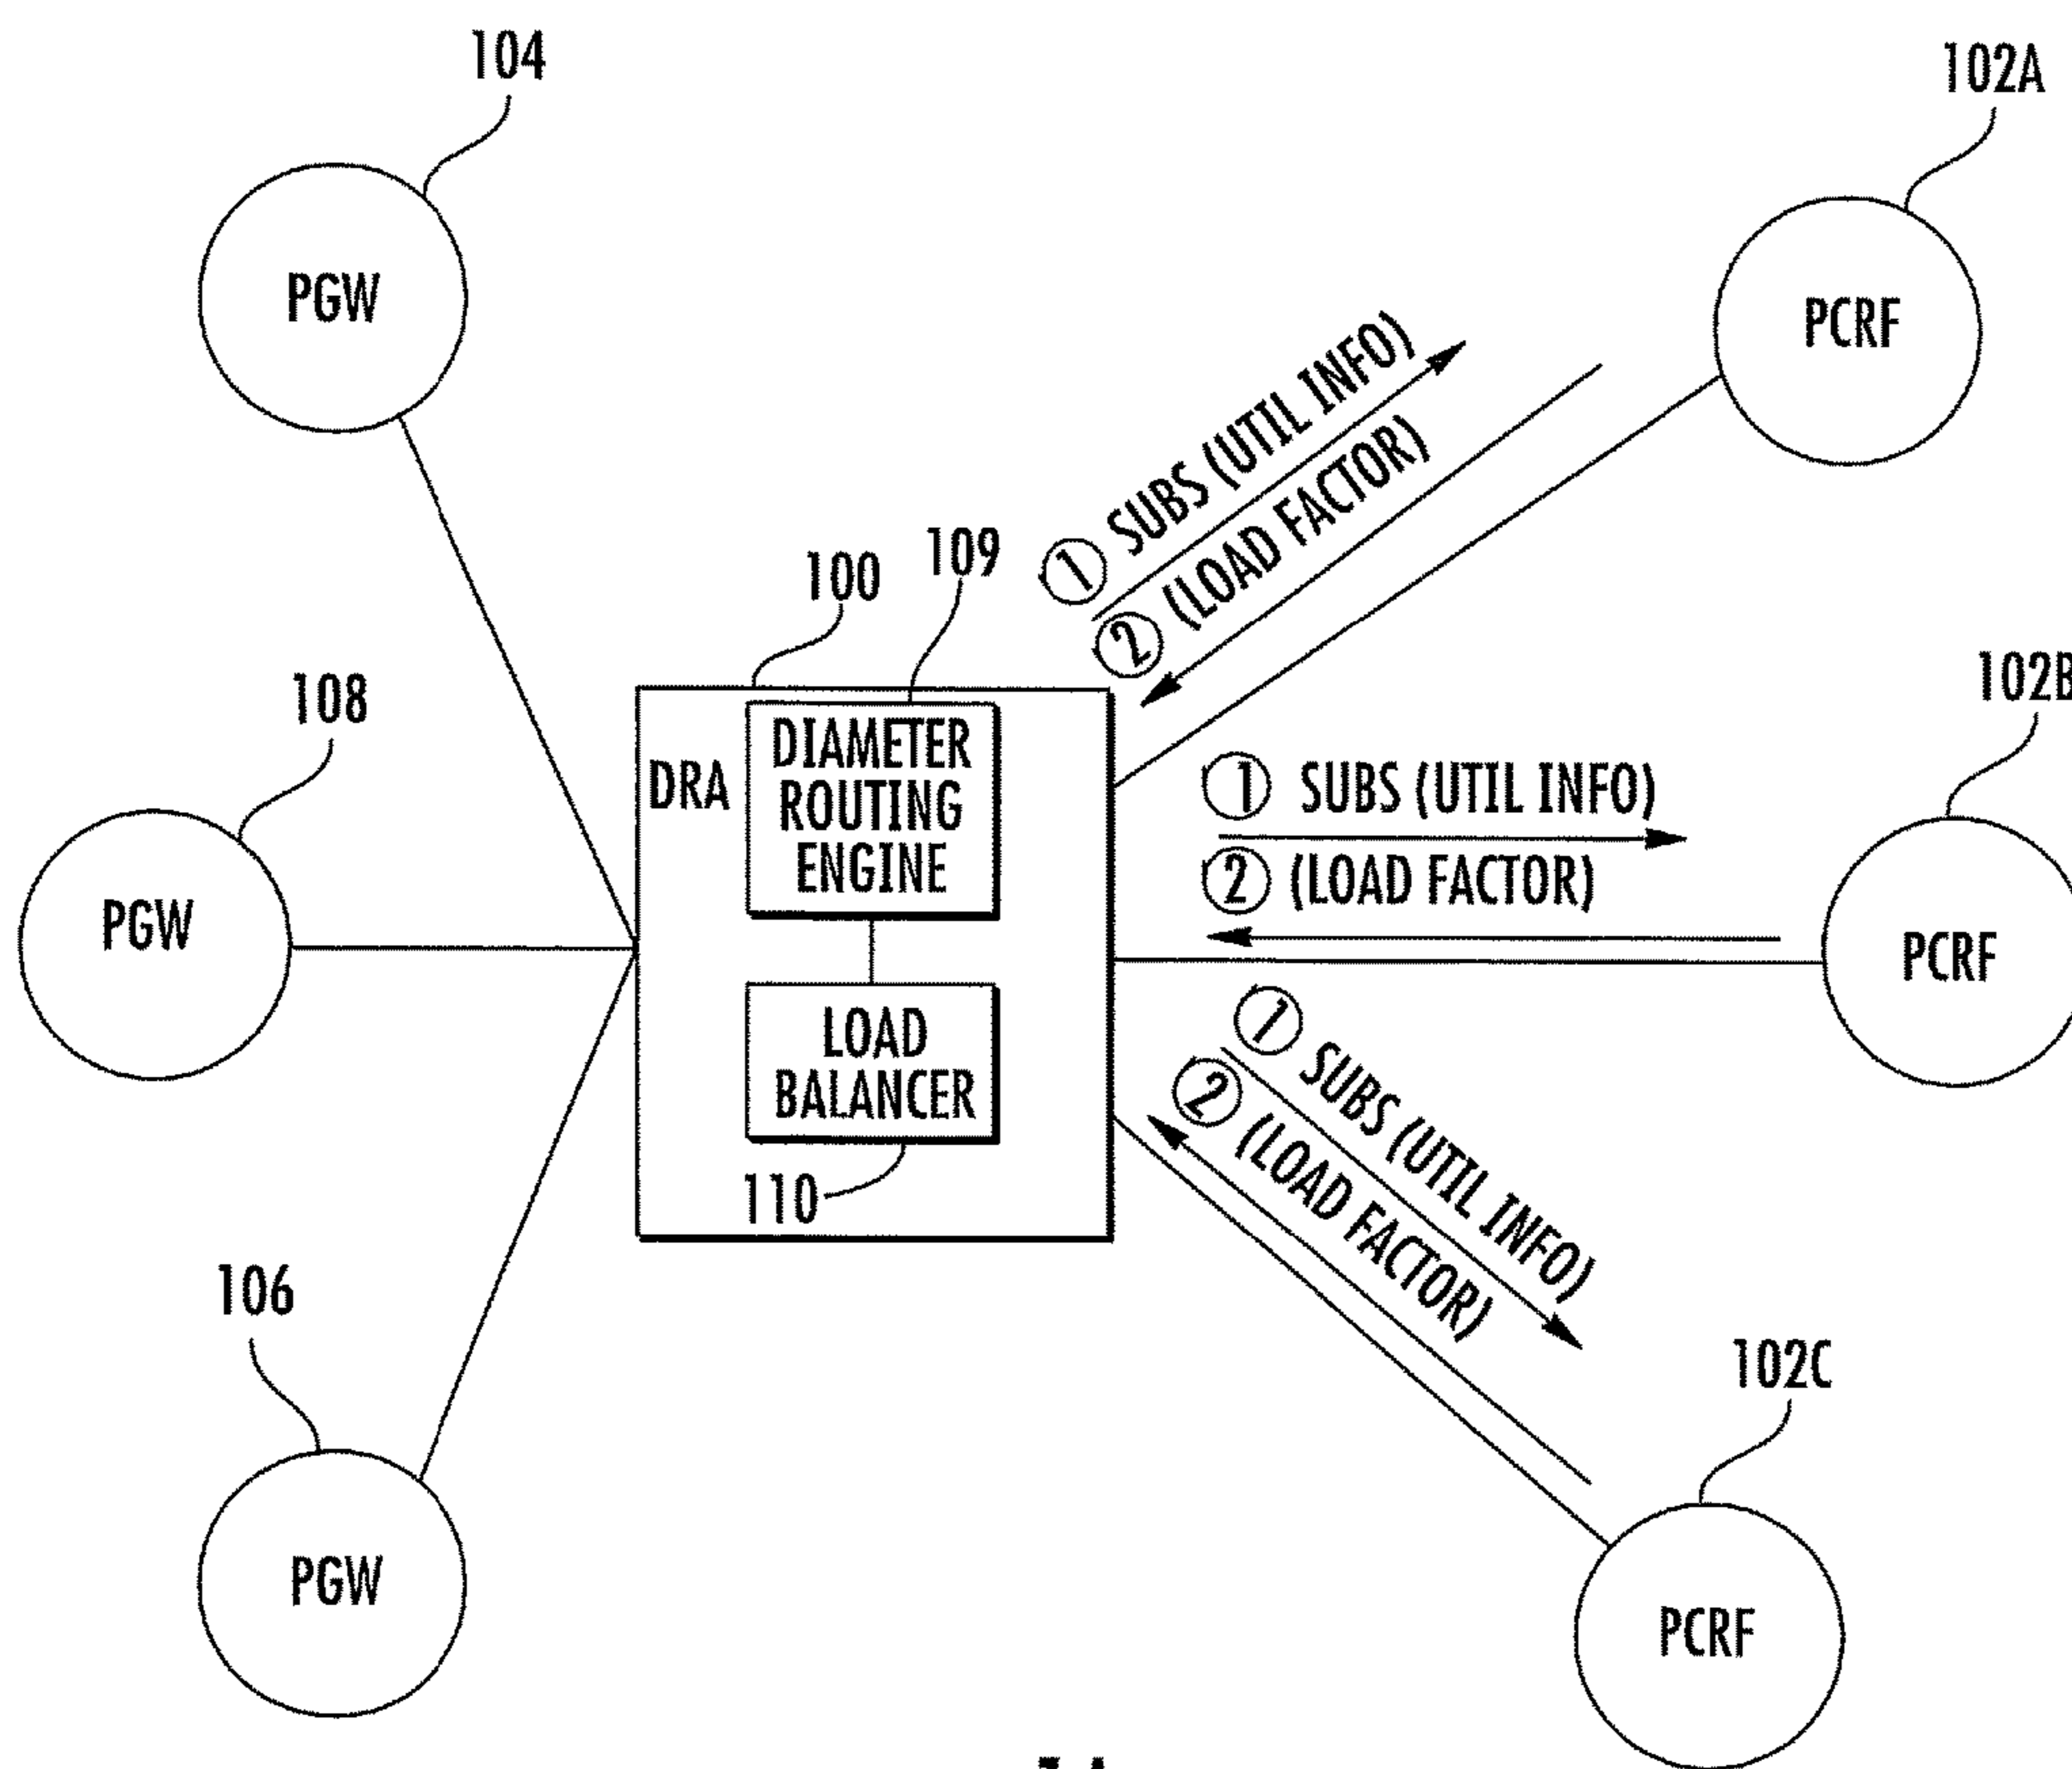 104
102A
PGW
PCRF
① SUBS (UTIL INFO)
② (LOAD FACTOR)
109
100
108
102B
DRA
DIAMETER
ROUTING
ENGINE
① SUBS (UTIL INFO)
② (LOAD FACTOR)
PGW
PCRF
LOAD
BALANCER
① SUBS (UTIL INFO)
② (LOAD FACTOR)
110
106
102C
PGW
PCRF